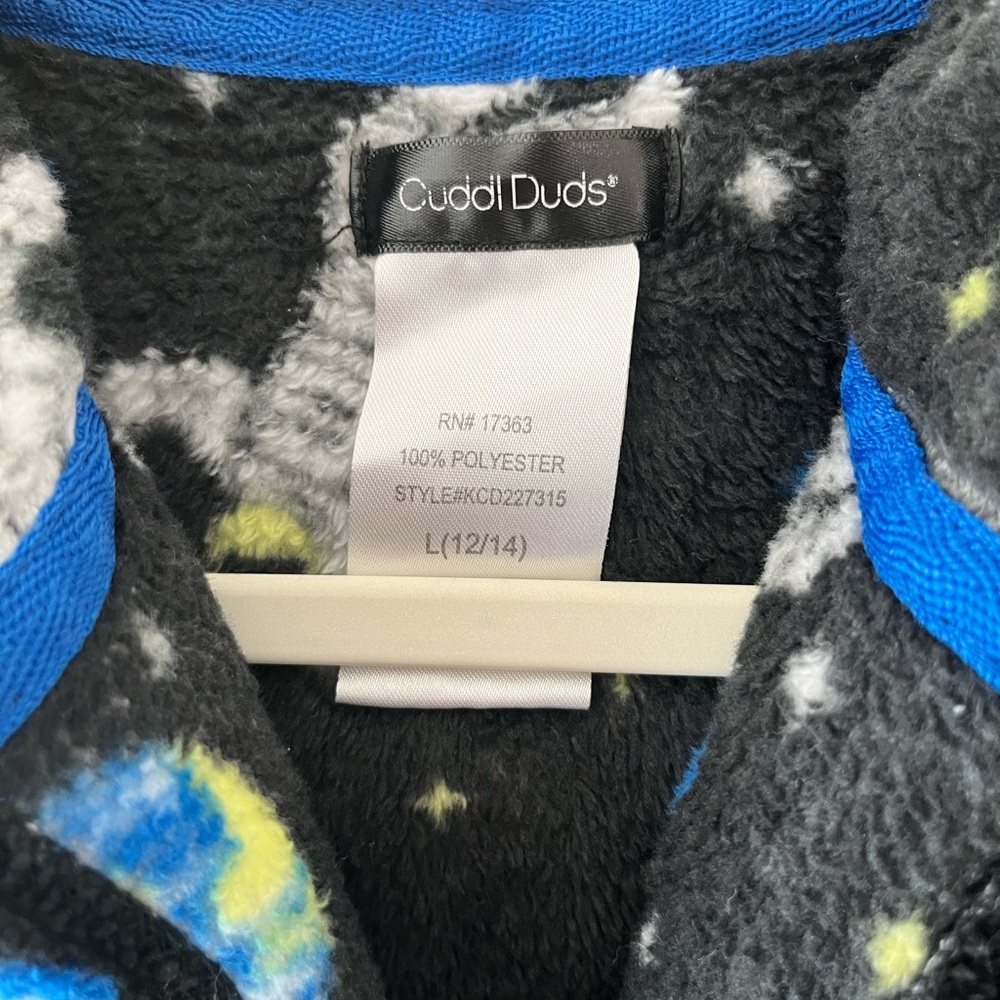 Cuddl Duds®
RN# 17363
100% POLYESTER
STYLE#KCD227315
L(12/14)